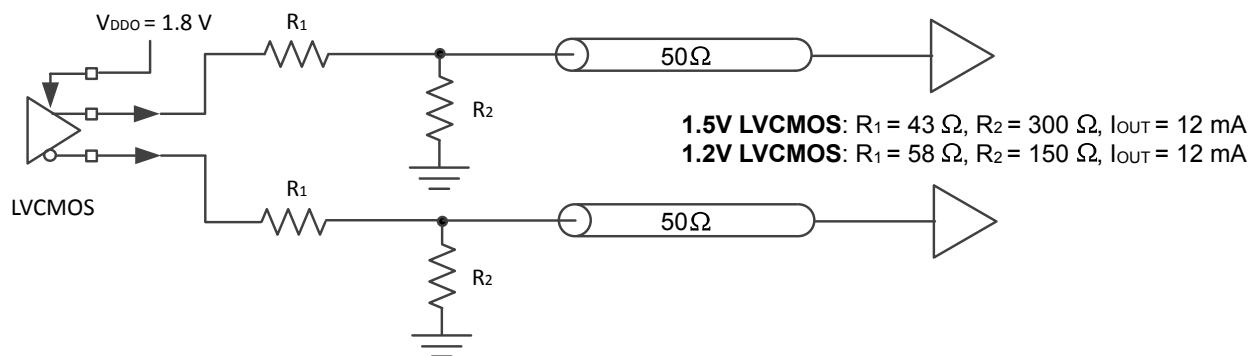 VDDO = 1.8 V
R1
50Ω
R2
1.5V LVCMOS: R1 = 43 Ω, R2 = 300 Ω, IOUT = 12 mA
1.2V LVCMOS: R1 = 58 Ω, R2 = 150 Ω, IOUT = 12 mA
LVCMOS
R1
50Ω
R2